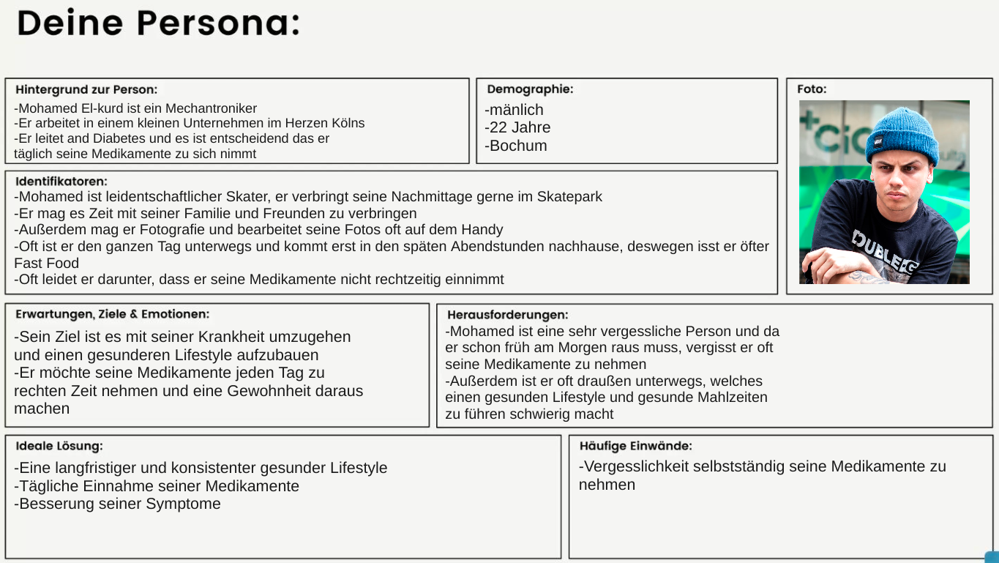 Deine Persona:
Hintergrund zur Person:
-Mohamed El-kurd ist ein Mechantroniker
-Er arbeitet in einem kleinen Unternehmen im Herzen Kölns
-Er leitet and Diabetes und es ist entscheidend das er
täglich seine Medikamente zu sich nimmt
Demographie:
-mänlich
-22 Jahre
-Bochum
Foto:
DOUBLE
Identifikatoren:
-Mohamed ist leidentschaftlicher Skater, er verbringt seine Nachmittage gerne im Skatepark
-Er mag es Zeit mit seiner Familie und Freunden zu verbringen
-Außerdem mag er Fotografie und bearbeitet seine Fotos oft auf dem Handy
-Oft ist er den ganzen Tag unterwegs und kommt erst in den späten Abendstunden nachhause, deswegen isst er öfter
Fast Food
-Oft leidet er darunter, dass er seine Medikamente nicht rechtzeitig einnimmt
Erwartungen, Ziele & Emotionen:
-Sein Ziel ist es mit seiner Krankheit umzugehen
und einen gesunderen Lifestyle aufzubauen
-Er möchte seine Medikamente jeden Tag zu
rechten Zeit nehmen und eine Gewohnheit daraus
machen
Herausforderungen:
-Mohamed ist eine sehr vergessliche Person und da
er schon früh am Morgen raus muss, vergisst er oft
seine Medikamente zu nehmen
-Außerdem ist er oft draußen unterwegs, welches
einen gesunden Lifestyle und gesunde Mahlzeiten
zu führen schwierig macht
Ideale Lösung:
-Eine langfristiger und konsistenter gesunder Lifestyle
-Tägliche Einnahme seiner Medikamente
-Besserung seiner Symptome
Häufige Einwände:
-Vergesslichkeit selbstständig seine Medikamente zu
nehmen